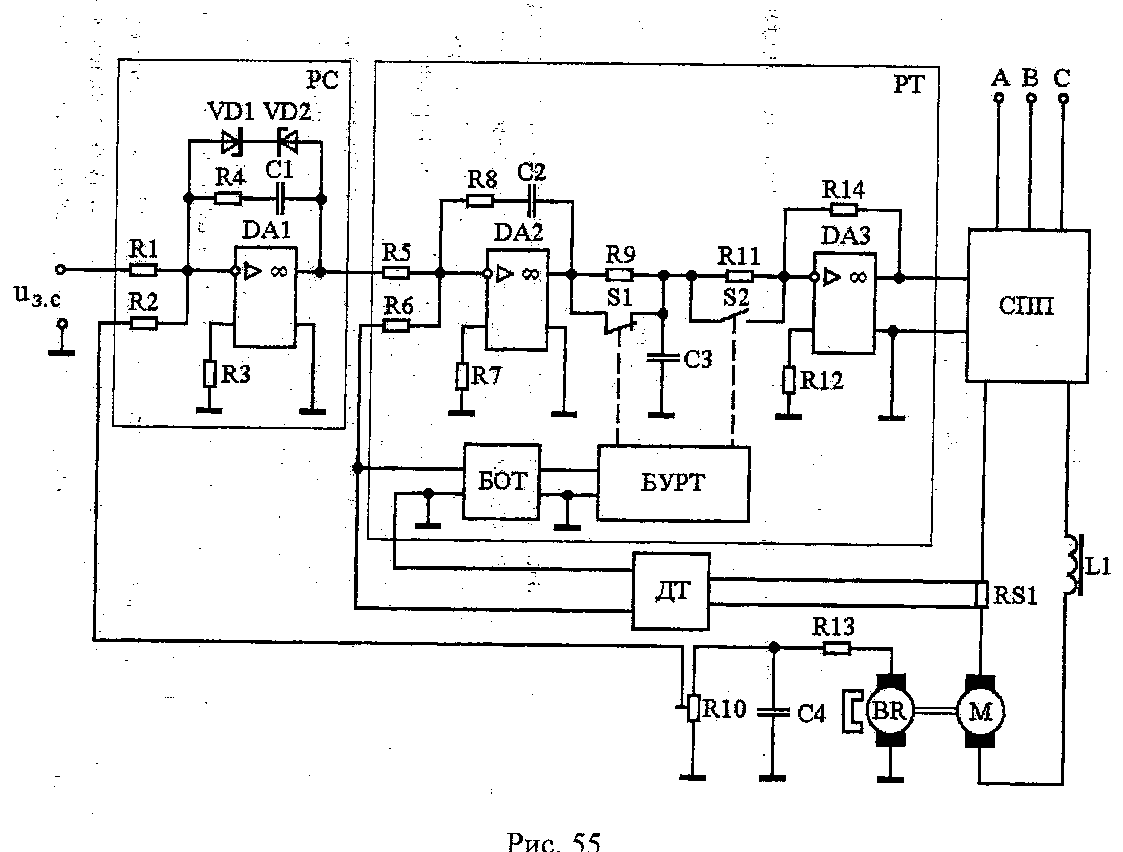 РС
РТ
A B C
VD1 VD2
R4
C1
DA1
R1
R2
R3
uз.с
R8
C2
DA2
R5
R6
R7
R9
S1
C3
R11
S2
R14
DA3
R12
СПП
БОТ
БУРТ
ДТ
RS1
L1
R13
R10
C4
BR
M
∞
∞
∞
Рис. 55